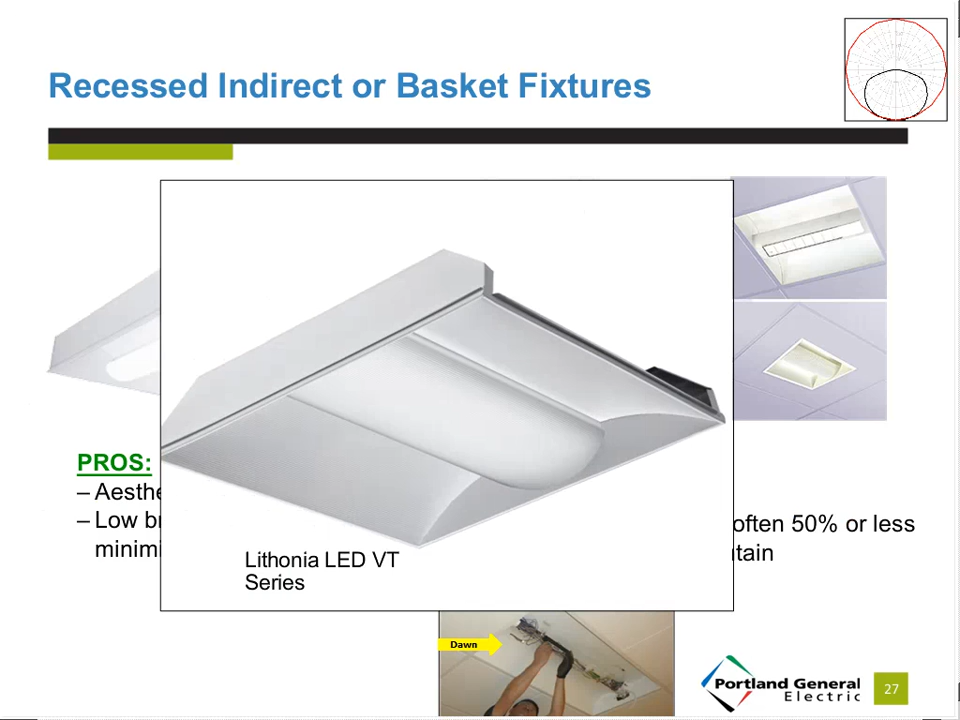 Recessed Indirect or Basket Fixtures
PROS:
– Aesthe
– Low br
minimi
often 50% or less
tain
Lithonia LED VT
Series
Dawn
Portland General
Electric
27